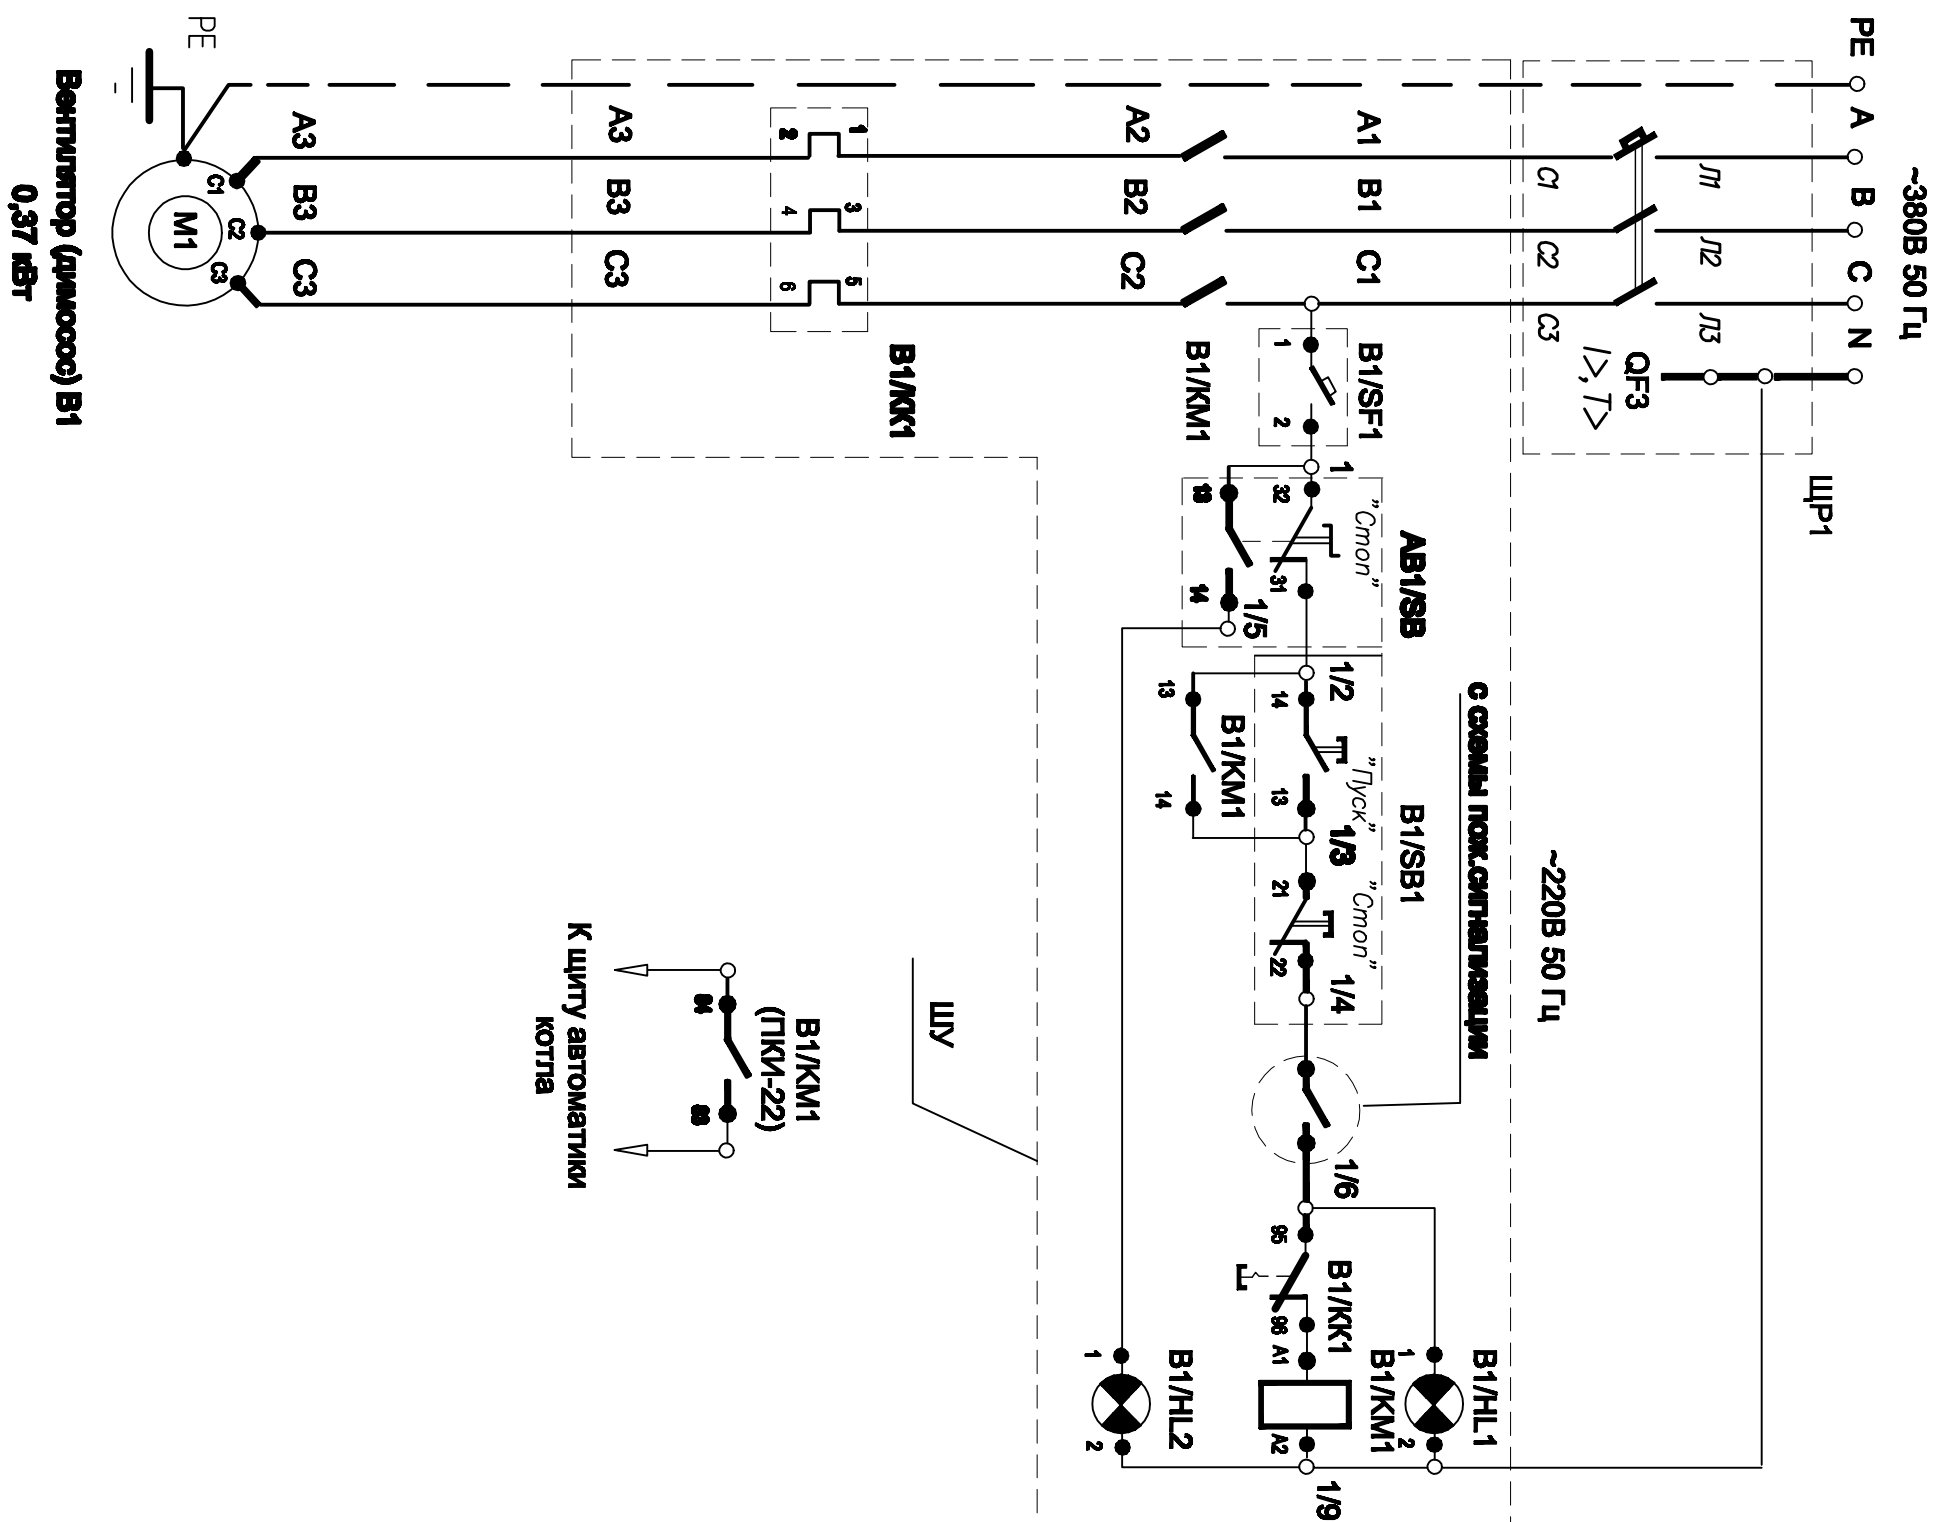 ~380В 50 Гц
PE
A
B
C
N
ЩР1
Л1
Л2
Л3
QF3
I>, T>
C1
C2
C3
~220В 50 Гц
A1
B1
C1
B1/SF1
1
2
с схемы пож.сигнализации
A2
B2
C2
B1/KM1
1
AB1/SB
"Стоп"
32
31
13
14
1/5
1/2
B1/SB1
"Пуск"
14
13
1/3
"Стоп"
21
22
1/4
13
B1/KM1
14
1/6
95
B1/KK1
96
A1
B1/KM1
A2
1
B1/HL1
2
1
B1/HL2
2
1/9
B1/KK1
1
2
3
4
5
6
ШУ
A3
B3
C3
B1/KM1
(ПКИ-22)
84
83
К щиту автоматики
котла
A3
B3
C3
PE
C1
C2
C3
M1
Вентилятор (димосос) B1
0,37 кВт